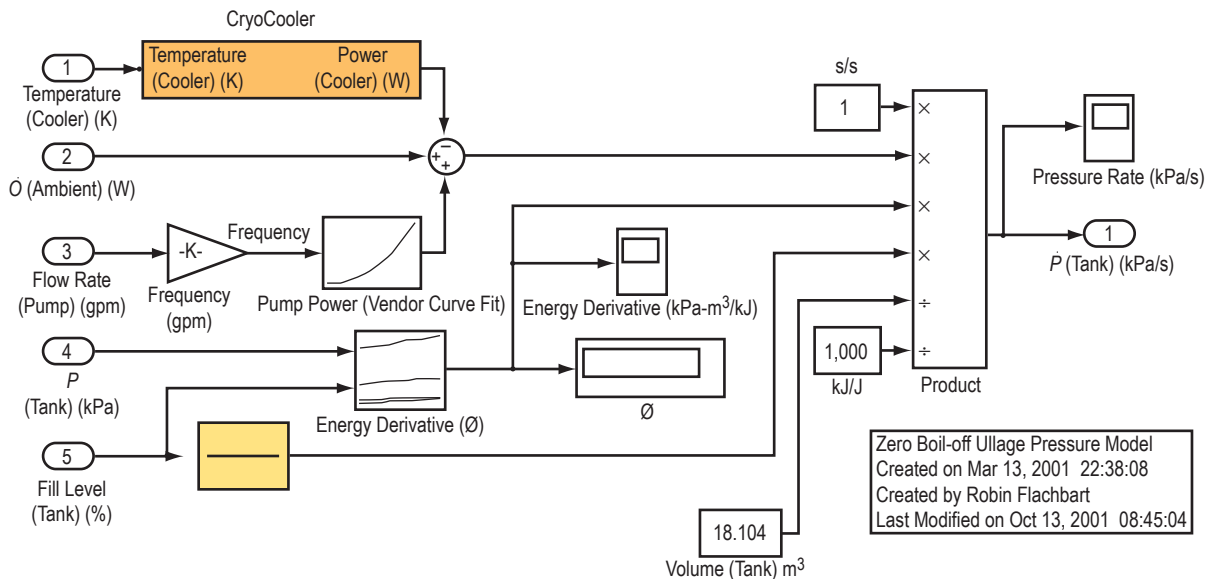 CryoCooler
1
Temperature
(Cooler) (K)
Temperature
(Cooler) (K)
Power
(Cooler) (W)
2
Ȯ (Ambient) (W)
+
−
+
3
Flow Rate
(Pump) (gpm)
-K-
Frequency
(gpm)
Frequency
Pump Power (Vendor Curve Fit)
4
P
(Tank) (kPa)
Energy Derivative (Ø)
5
Fill Level
(Tank) (%)
Energy Derivative (kPa-m³/kJ)
Ø
s/s
1
×
×
×
×
÷
÷
Product
1,000
kJ/J
18.104
Volume (Tank) m³
Pressure Rate (kPa/s)
1
Ṗ (Tank) (kPa/s)
Zero Boil-off Ullage Pressure Model
Created on Mar 13, 2001  22:38:08
Created by Robin Flachbart
Last Modified on Oct 13, 2001  08:45:04